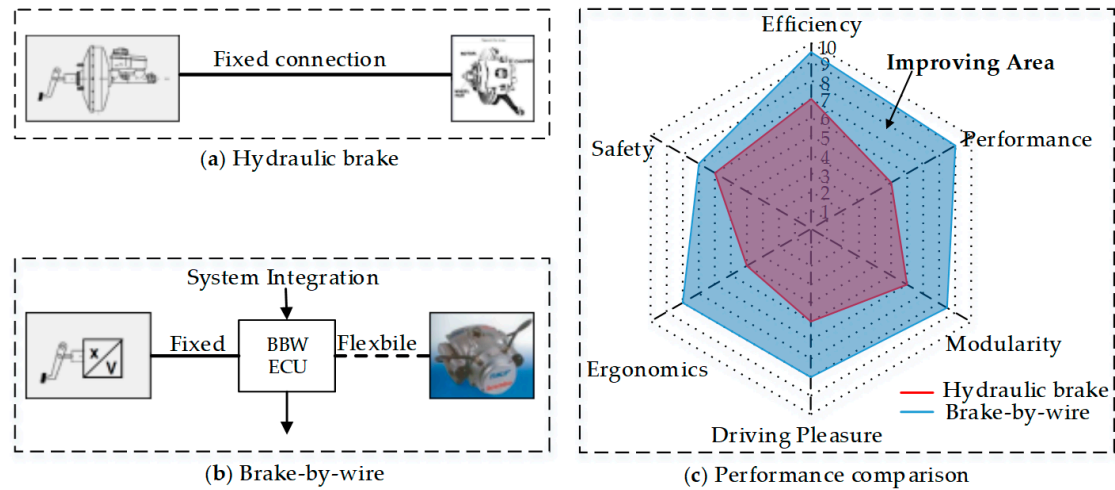 Fixed connection
(a) Hydraulic brake
System Integration
Fixed
BBW
ECU
Flexbile
X
V
(b) Brake-by-wire
Efficiency
10
9
8
7
6
5
4
3
2
1
Improving Area
Performance
Safety
Ergonomics
Modularity
Driving Pleasure
Hydraulic brake
Brake-by-wire
(c) Performance comparison